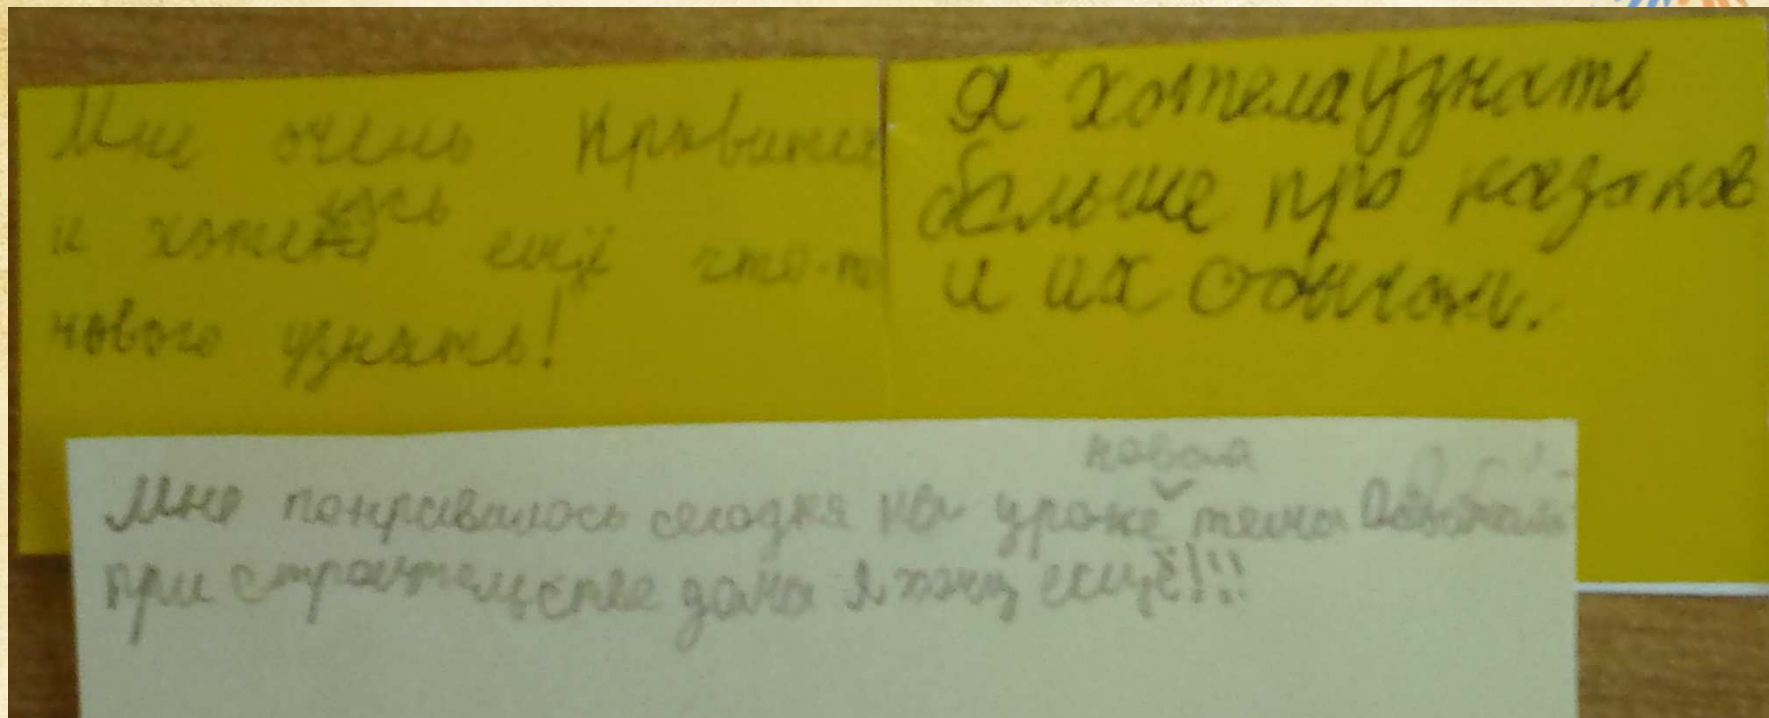 Мне очень нравится
и хотелось ещё что-то
нового узнать!
Я хотела узнать
больше про казаков
и их
Мне понравилось сегодня на уроке новая тема
при строительстве дома Я хочу ещё!!!